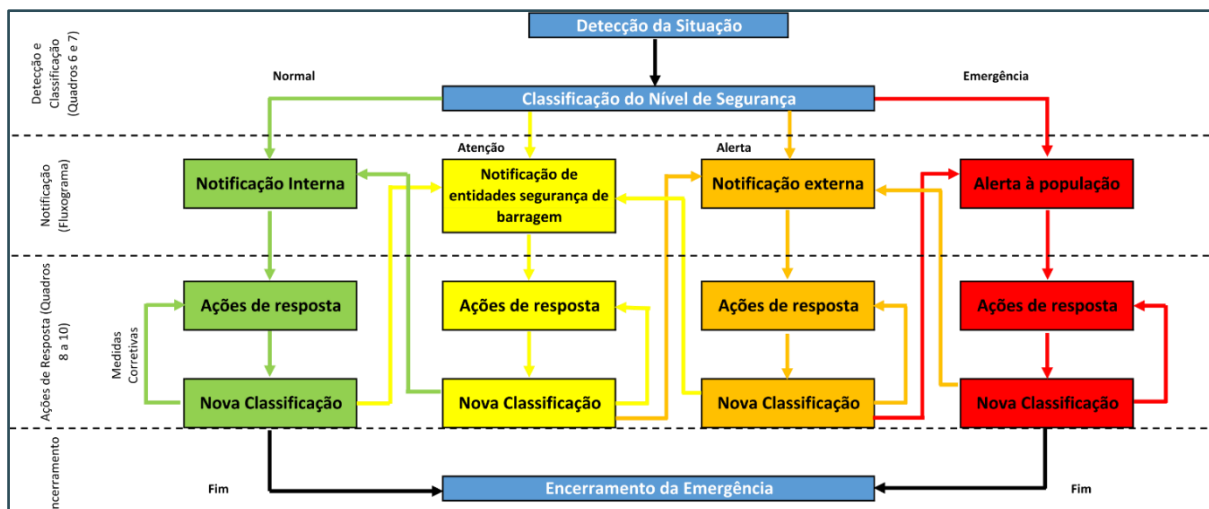 Detecção da Situação
Detecção e
Classificação
(Quadros 6 e 7)
Normal
Emergência
Classificação do Nível de Segurança
Atenção
Alerta
Notificação
(Fluxograma)
Notificação Interna
Notificação de
entidades segurança de
barragem
Notificação externa
Alerta à população
Ações de Resposta (Quadros
8 a 10)
Medidas
Corretivas
Ações de resposta
Ações de resposta
Ações de resposta
Ações de resposta
Nova Classificação
Nova Classificação
Nova Classificação
Nova Classificação
Encerramento
Fim
Encerramento da Emergência
Fim